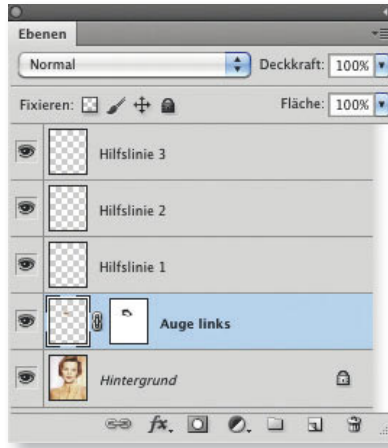 Ebenen
Normal Deckkraft: 100%
Fixieren: Fläche: 100%
Hilfslinie 3
Hilfslinie 2
Hilfslinie 1
Auge links
Hintergrund
fx.